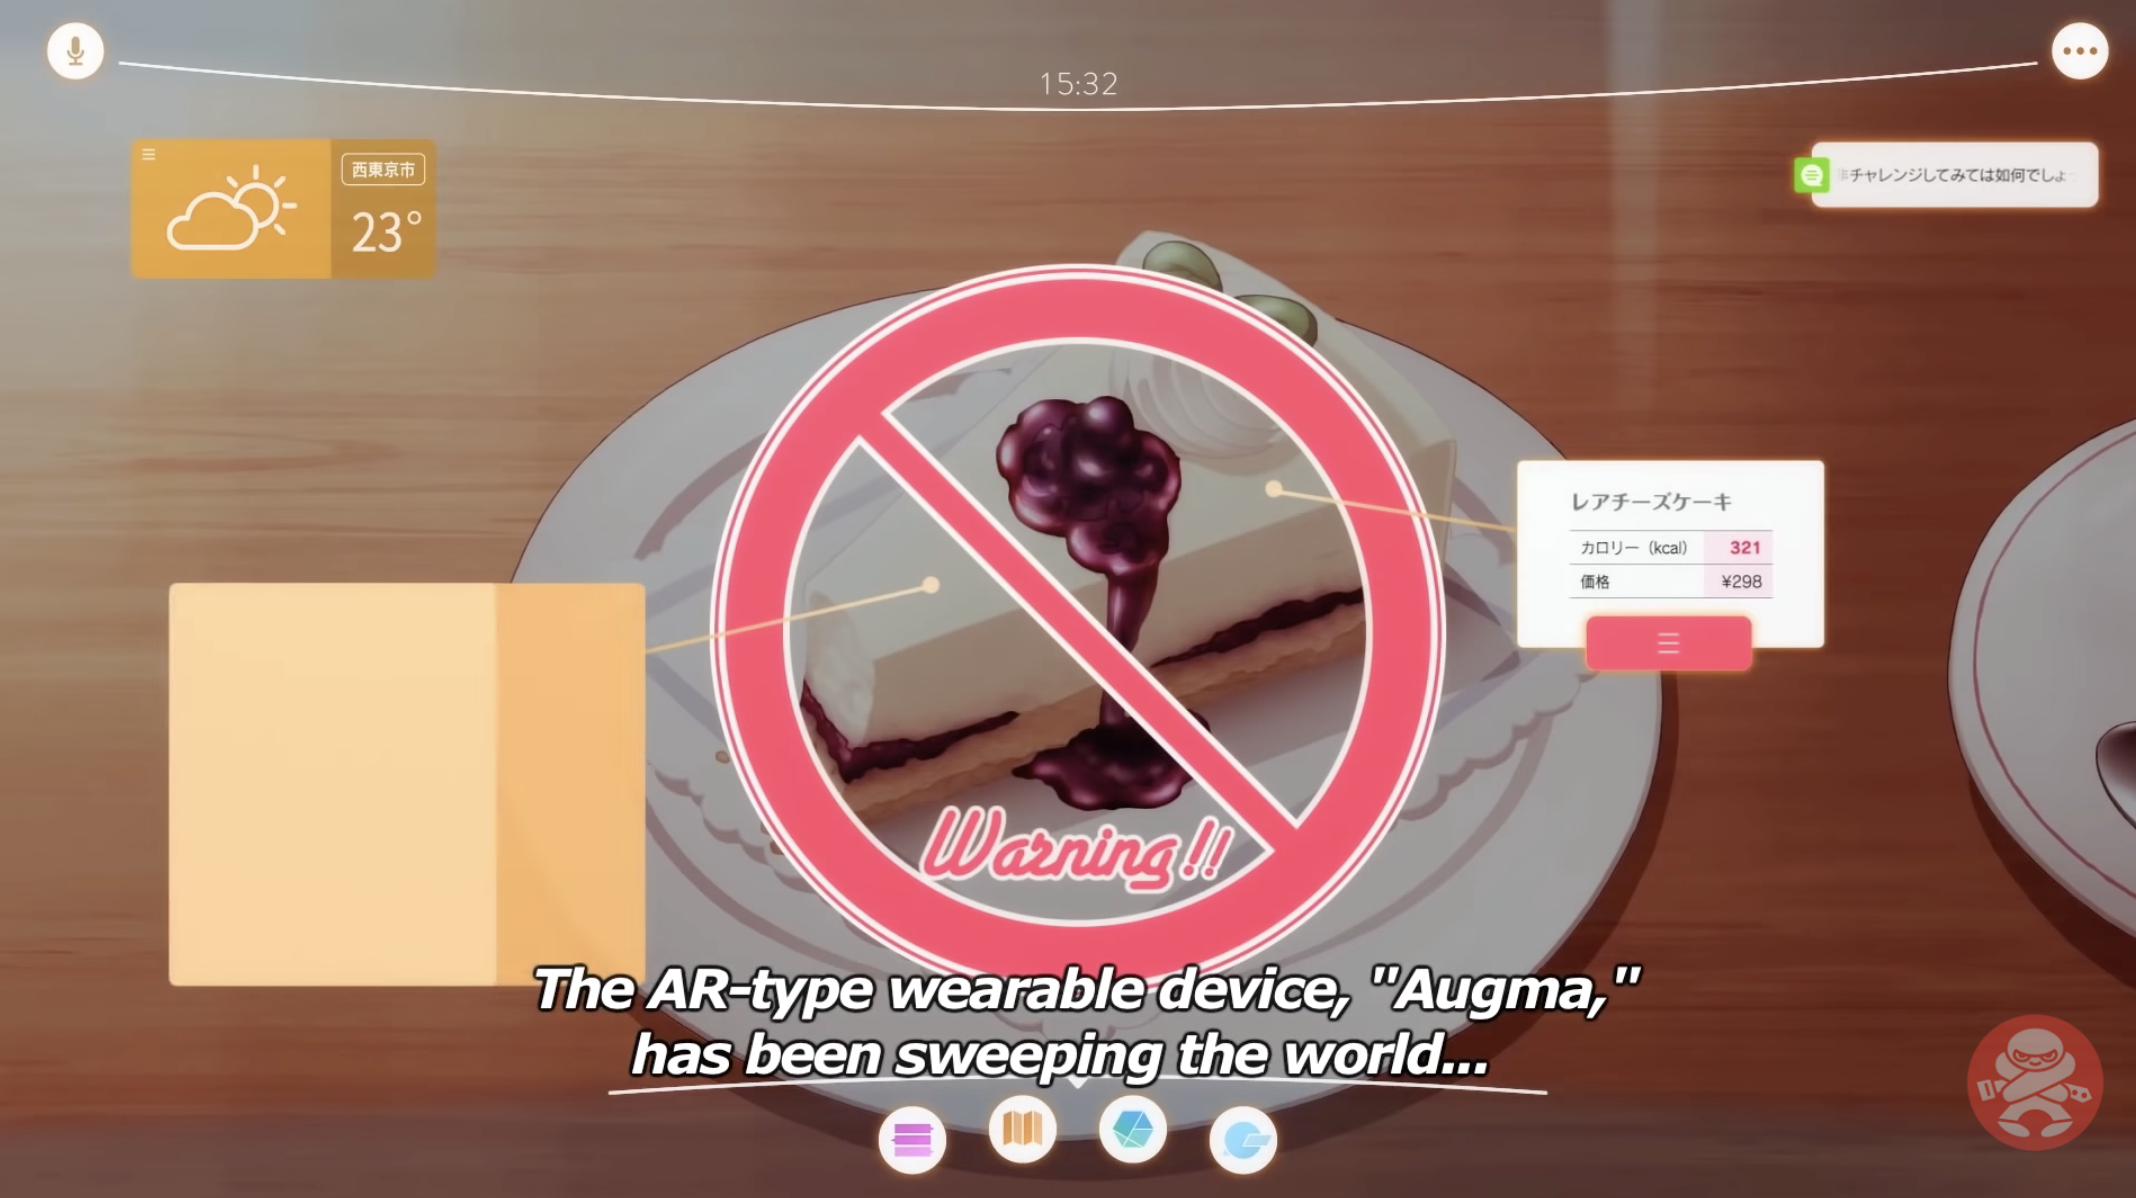 15:32
西東京市
23°
チャレンジしてみては如何でしょ
レアチーズケーキ
カロリー (kcal) 321
価格 ¥298
Warning!!
The AR-type wearable device, "Augma,"
has been sweeping the world...